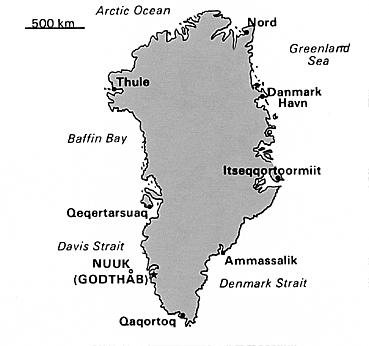 Arctic Ocean
500 km
Nord
Greenland
Sea
Thule
Danmark
Havn
Baffin Bay
Itseqqortoormiit
Qeqertarsuaq
Davis Strait
Ammassalik
NUUK
(GODTHÅB)
Denmark Strait
Qaqortoq